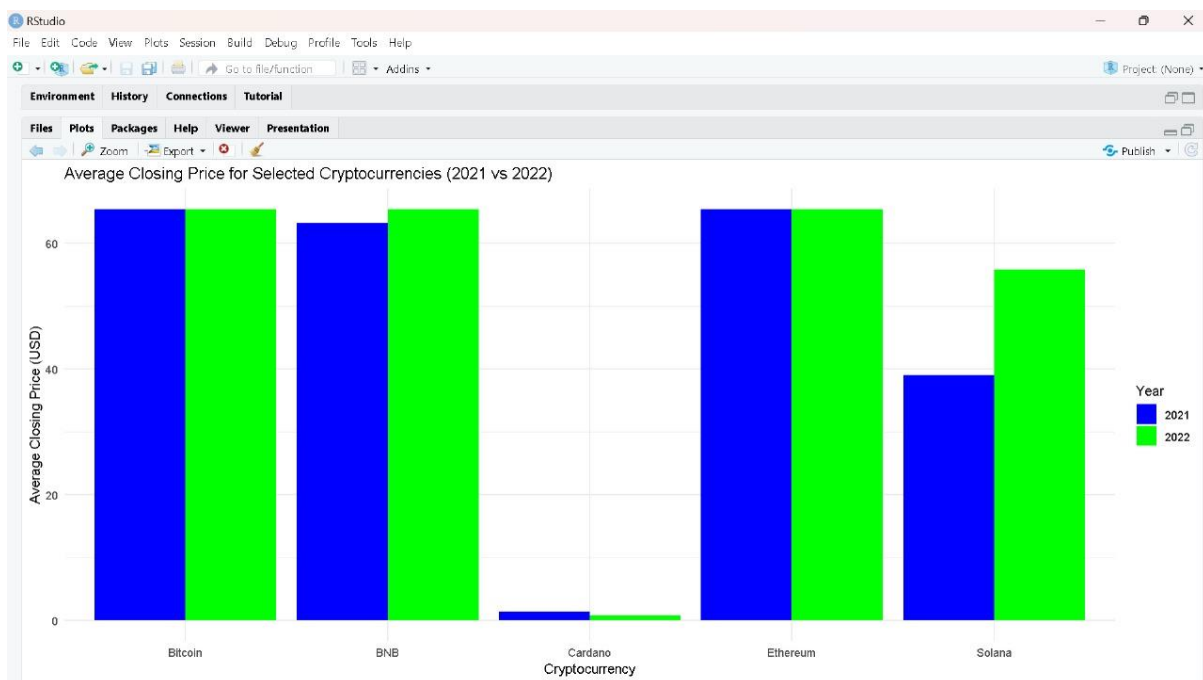 RStudio
File Edit Code View Plots Session Build Debug Profile Tools Help
Go to file/function Addins Project: (None)
Environment History Connections Tutorial
Files Plots Packages Help Viewer Presentation
Zoom Export Publish
Average Closing Price for Selected Cryptocurrencies (2021 vs 2022)
Average Closing Price (USD)
60
40
20
0
Bitcoin BNB Cardano Ethereum Solana
Cryptocurrency
Year
2021
2022